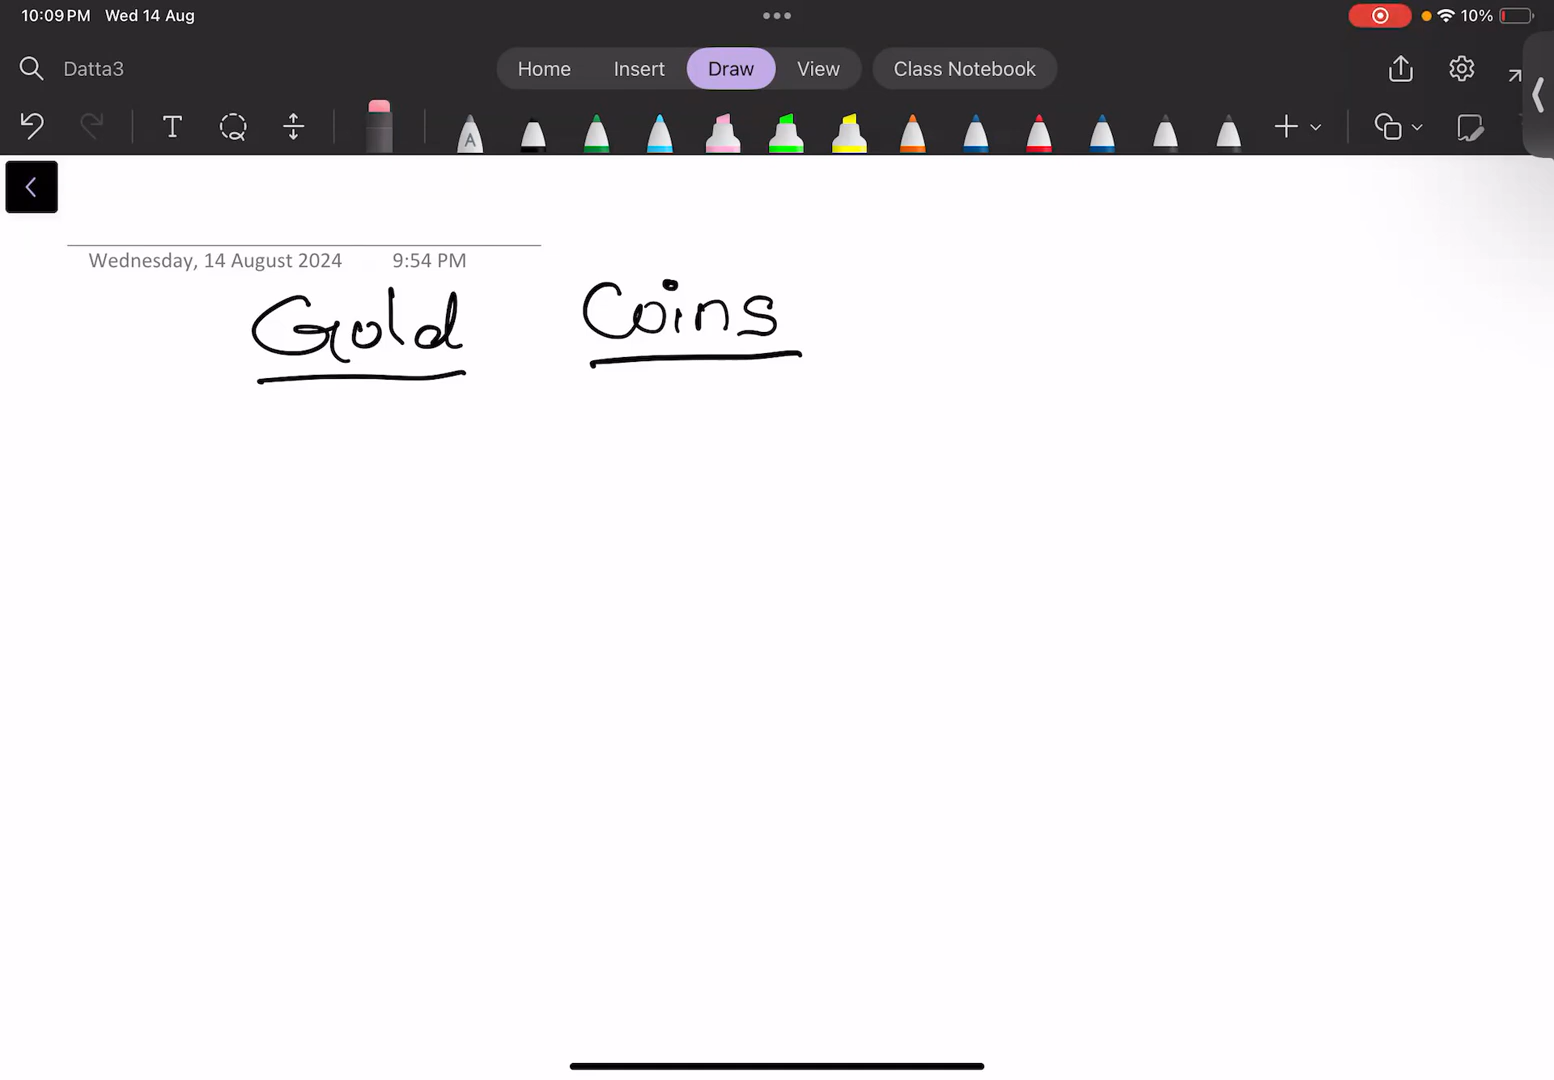 10:09 PM Wed 14 Aug 10%
Datta3 Home Insert Draw View Class Notebook
T A
Wednesday, 14 August 2024 9:54 PM
Gold Coins